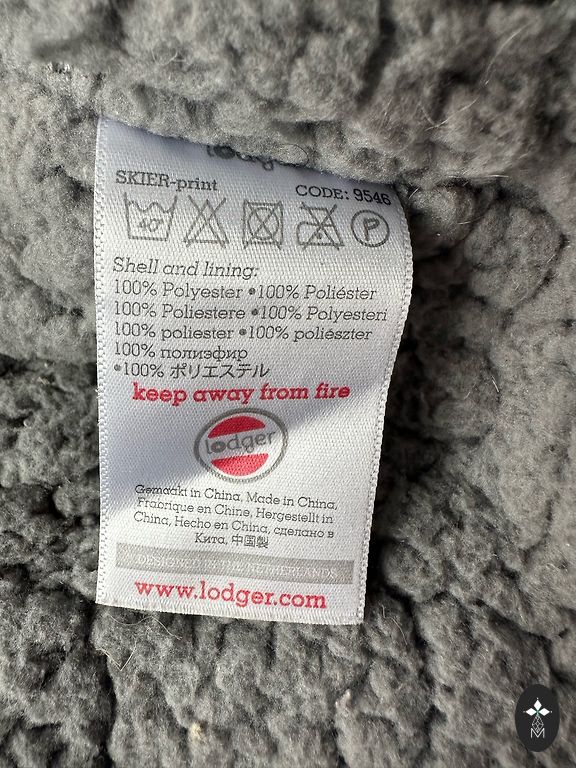 lodger
SKIER-print
CODE: 9546
40°
P
Shell and lining:
100% Polyester •100% Poliéster
100% Poliestere •100% Polyesteri
100% poliester •100% poliészter
100% полиэфир
•100% ポリエステル
keep away from fire
lodger
Gemaakt in China, Made in China,
Frabrique en Chine, Hergestellt in
China, Hecho en China, сделано в
Кита, 中国製
DESIGNED IN THE NETHERLANDS
www.lodger.com
M